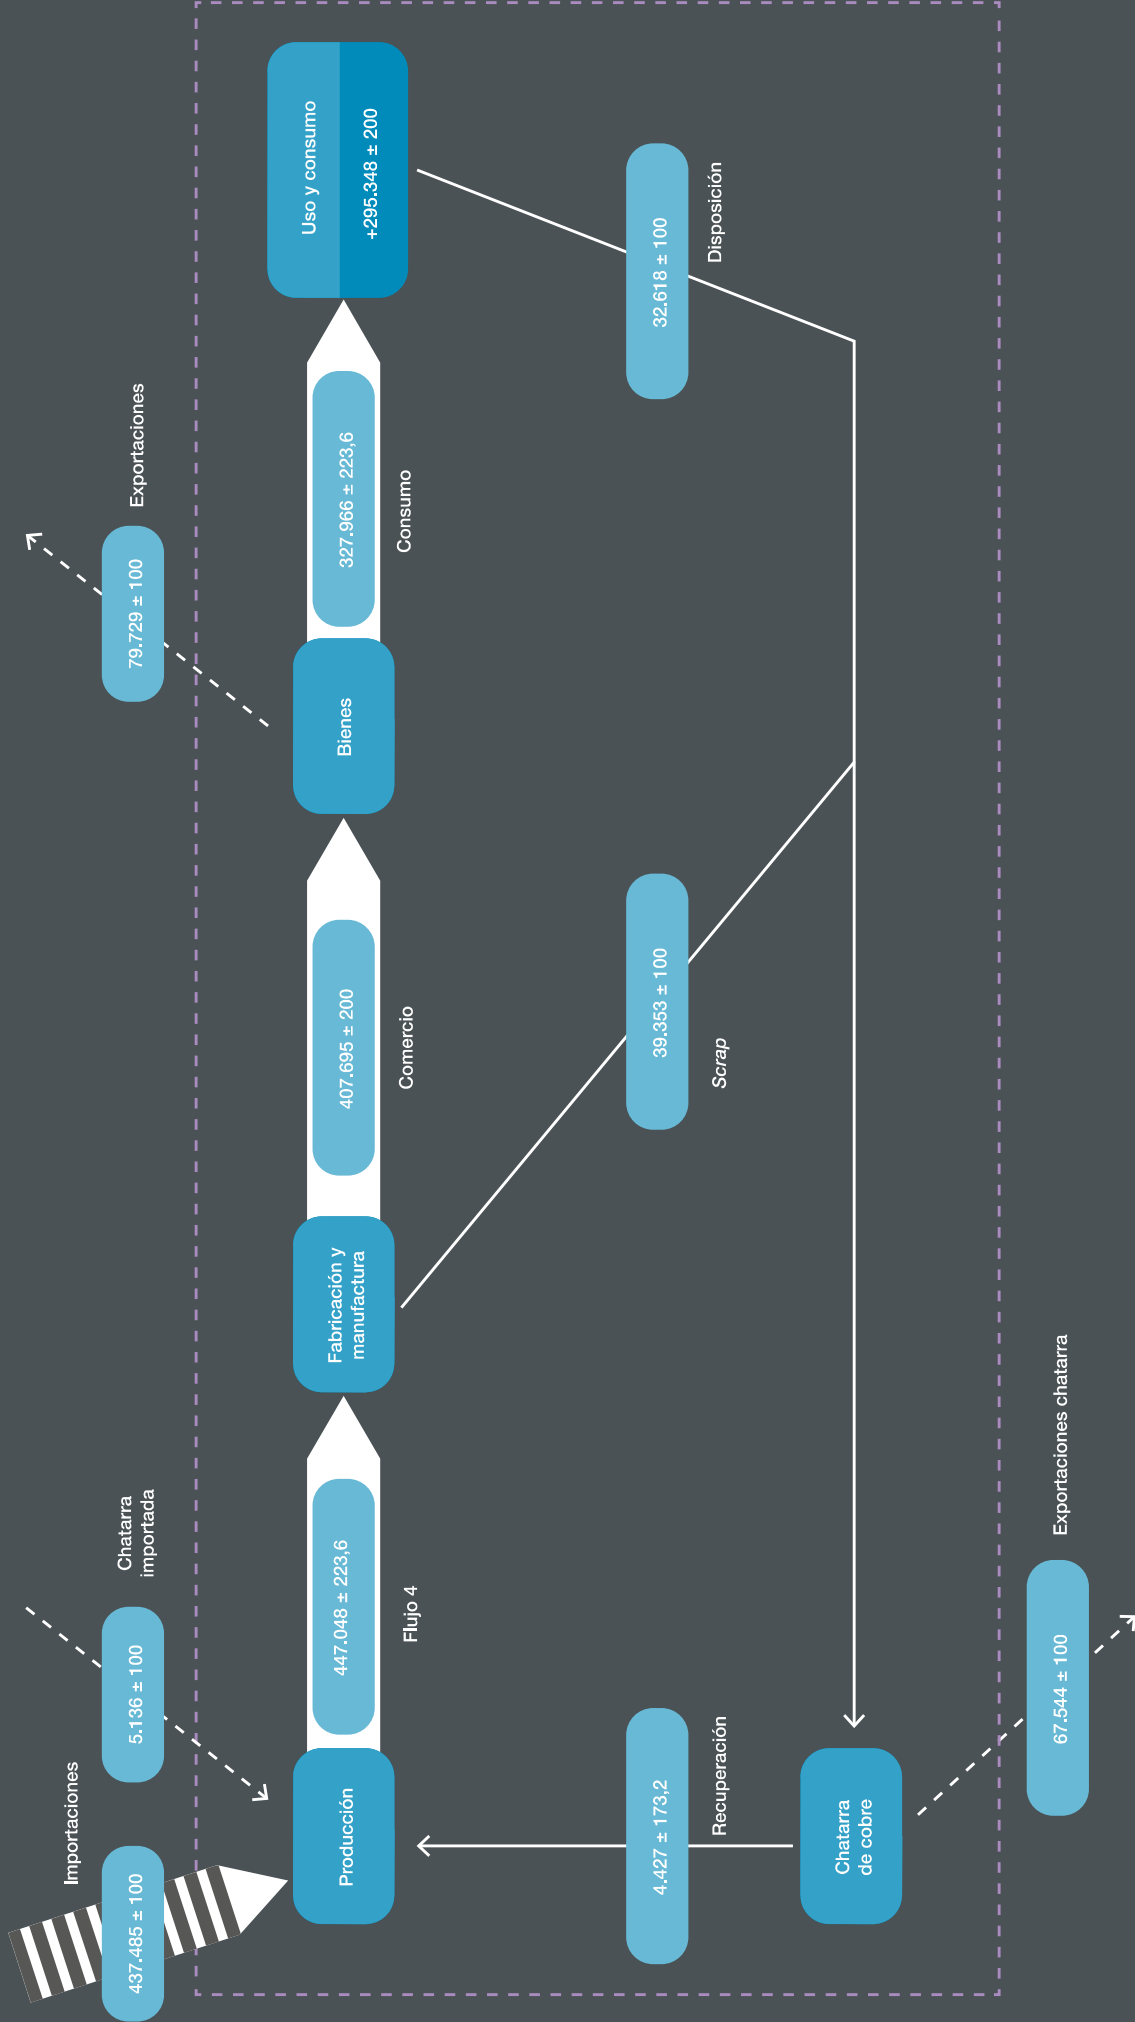 Importaciones
437.485 ± 100
Chatarra
importada
5.136 ± 100
Exportaciones
79.729 ± 100
Producción
447.048 ± 223,6
Flujo 4
Fabricación y
manufactura
407.695 ± 200
Comercio
Bienes
327.966 ± 223,6
Consumo
Uso y consumo
+295.348 ± 200
4.427 ± 173,2
Recuperación
39.353 ± 100
Scrap
32.618 ± 100
Disposición
Chatarra
de cobre
67.544 ± 100
Exportaciones chatarra